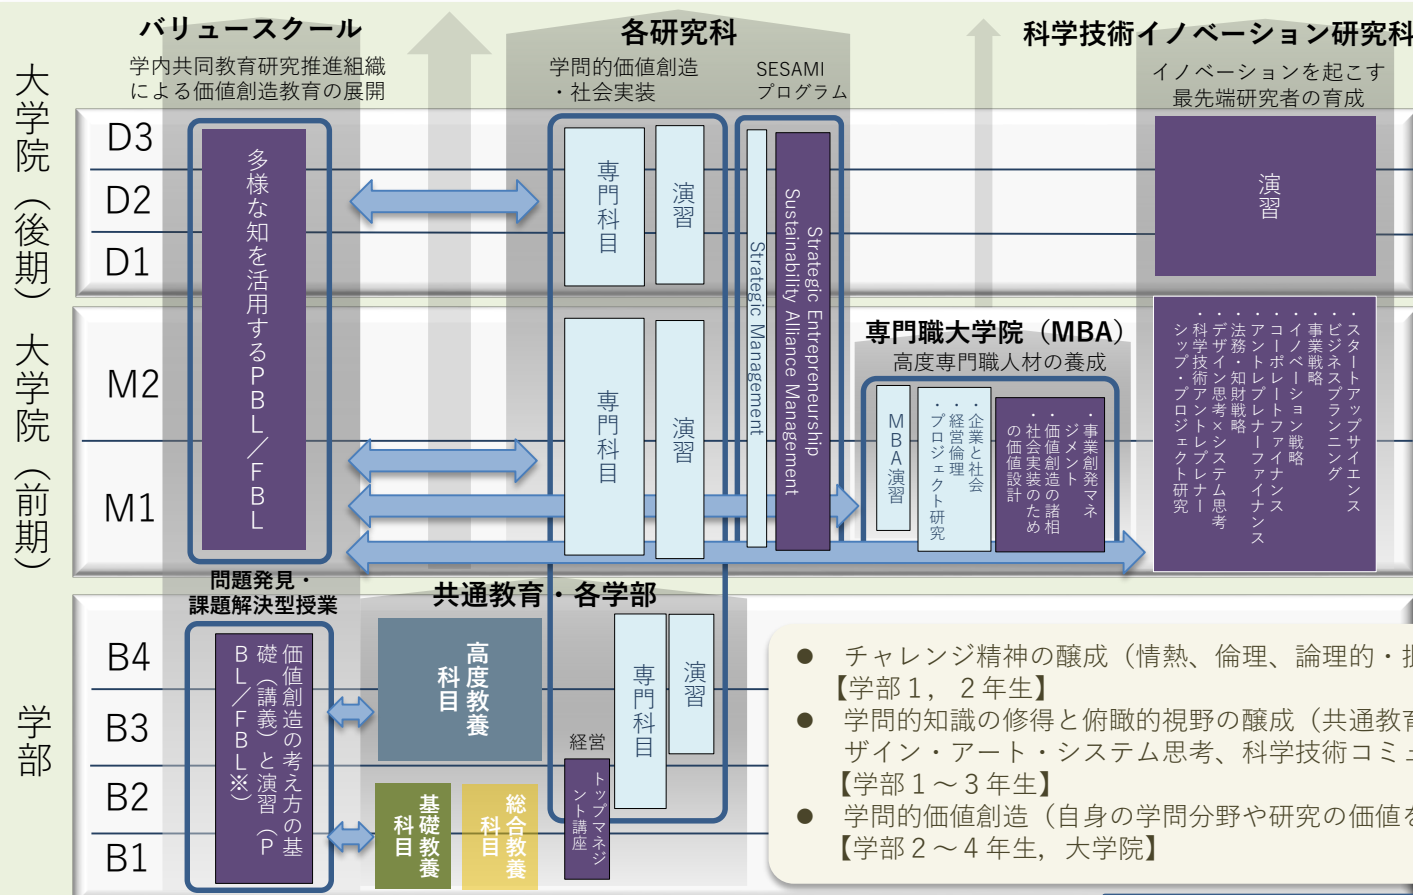 バリュースクール
学内共同教育研究推進組織
による価値創造教育の展開
各研究科
学問的価値創造
・社会実装
SESAMI
プログラム
科学技術イノベーション研究科
イノベーションを起こす
最先端研究者の育成
大学院（後期）
D3
D2
D1
多様な知を活用するPBL／FBL
専門科目
演習
Strategic Management
Strategic Entrepreneurship
Sustainability Alliance Management
演習
大学院（前期）
M2
M1
専門科目
演習
専門職大学院（MBA）
高度専門職人材の養成
MBA演習
・企業と社会
・経営倫理
・プロジェクト研究
・事業創発マネ
ジメント
・価値創造の諸相
・社会実装のため
の価値設計
・スタートアップサイエンス
・ビジネスプランニング
・事業戦略
・イノベーション戦略
・コーポレートファイナンス
・アントレプレナーファイナンス
・法務・知財戦略
・デザイン思考×システム思考
・科学技術アントレプレナー
シップ・プロジェクト研究
問題発見・
課題解決型授業
共通教育・各学部
学部
B4
B3
B2
B1
価値創造の考え方の基
礎（講義）と演習（P
BL／FBL※）
高度教養
科目
基礎教養
科目
総合教養
科目
経営
トップマネジ
メント講座
専門科目
演習
● チャレンジ精神の醸成（情熱、倫理、論理的・
【学部１，２年生】
● 学問的知識の修得と俯瞰的視野の醸成（共通教育
ザイン・アート・システム思考、科学技術コミュ
【学部１～３年生】
● 学問的価値創造（自身の学問分野や研究の価値を
【学部２～４年生，大学院】